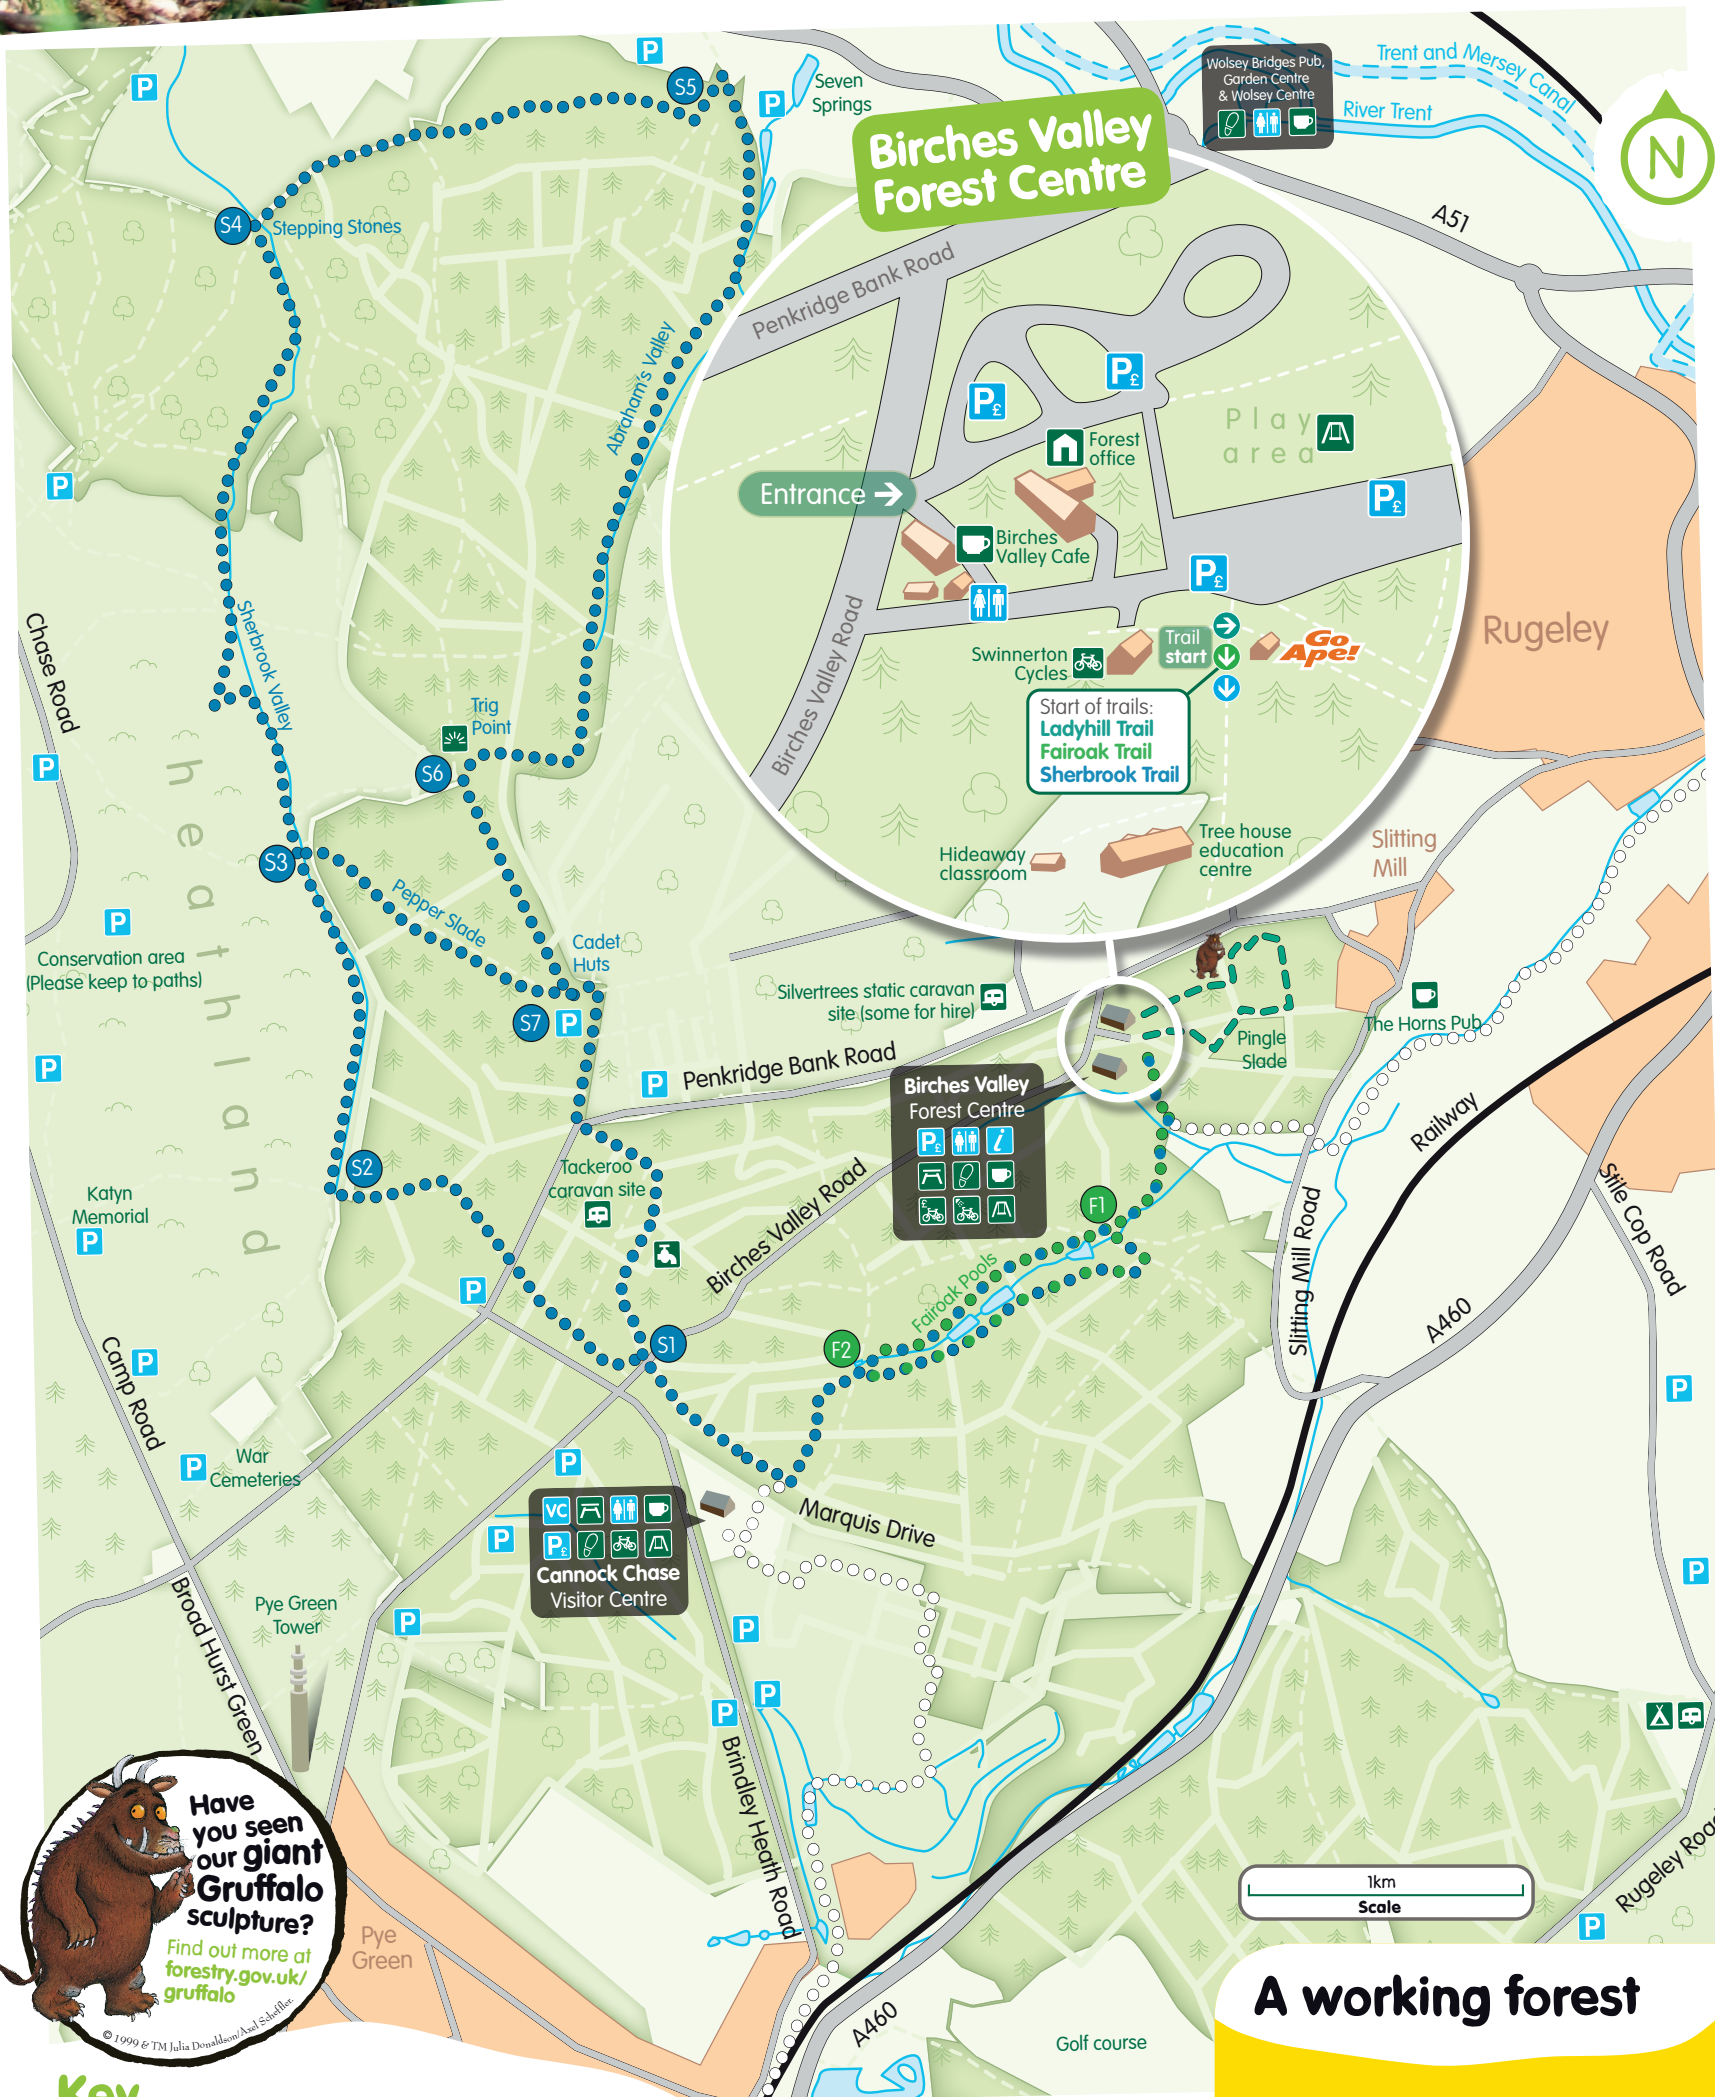 P
P
S5
P
Seven
Springs
Wolsey Bridges Pub,
Garden Centre
& Wolsey Centre
Trent and Mersey Canal
River Trent
N
Birches Valley
Forest Centre
A51
S4
Stepping Stones
Penkridge Bank Road
Abraham's Valley
P£
P£
Play
area
Forest
office
P
Entrance
P£
Birches
Valley Cafe
P£
Birches Valley Road
Rugeley
Chase Road
Sherbrook Valley
Swinnerton
Cycles
Trail
start
Go
Ape!
Start of trails:
Ladyhill Trail
Fairoak Trail
Sherbrook Trail
Trig
Point
S6
P
heathland
S3
Pepper Slade
Hideaway
classroom
Tree house
education
centre
Slitting
Mill
P
Conservation area
(Please keep to paths)
Cadet
Huts
S7
P
Silvertrees static caravan
site (some for hire)
The Horns Pub
Pingle
Slade
P
P
Penkridge Bank Road
Birches Valley
Forest Centre
P£
i
£
Railway
S2
Tackeroo
caravan site
Katyn
Memorial
P
F1
Birches Valley Road
Stile Cop Road
Slitting Mill Road
P
Fairoak Pools
A460
Camp Road
P
S1
F2
P
War
Cemeteries
P
P
Marquis Drive
P
VC
P£
Cannock Chase
Visitor Centre
P
Broad Hurst Green
Pye Green
Tower
P
P
P
P
Brindley Heath Road
Have
you seen
our giant
Gruffalo
sculpture?
Find out more at
forestry.gov.uk/
gruffalo
© 1999 & TM Julia Donaldson/Axel Scheffler.
Pye
Green
1km
Scale
Rugeley Roa
P
A working forest
A460
Golf course
Key